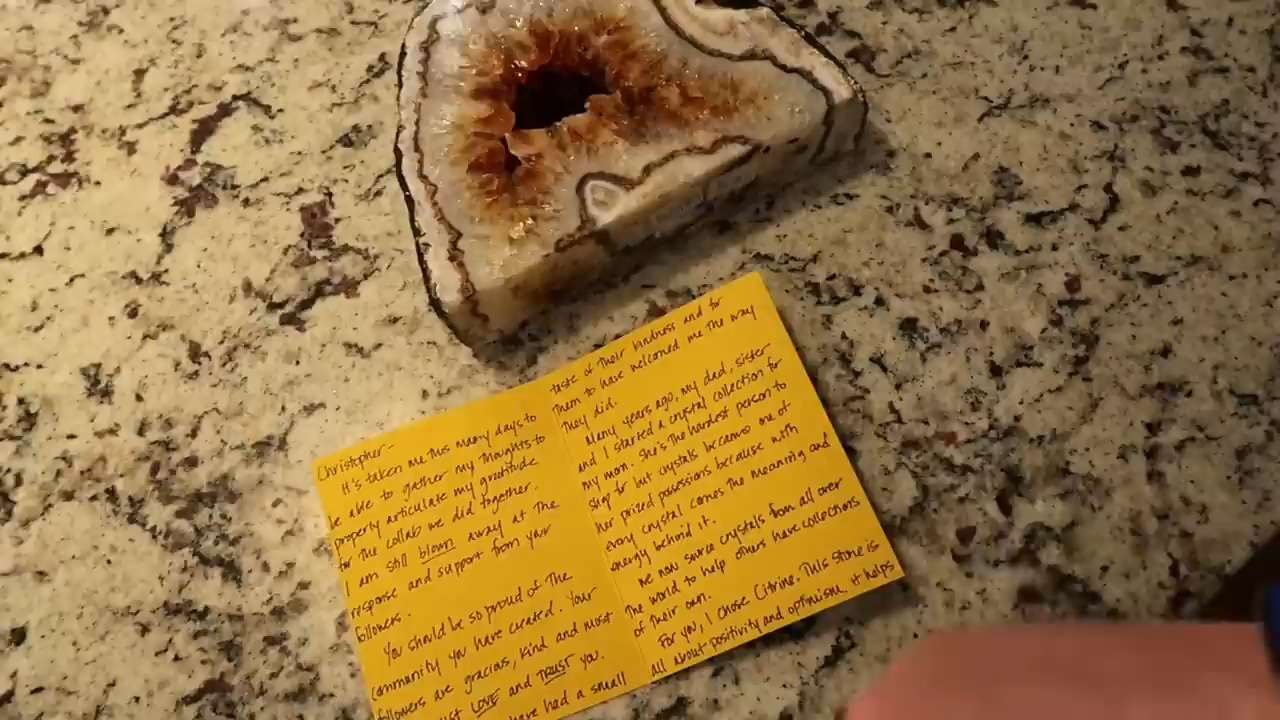 Christopher-
It's taken me this many days to
be able to gather my thoughts to
properly articulate my gratitude
for the collab we did together.
I am still blown away at the
response and support from your
followers.
You should be so proud of the
community you have created. Your
followers are gracious, kind and most
LOVE and TRUST you.
have had a small
taste of their kindness and for
them to have welcomed me the way
they did.
Many years ago, my dad, sister
and I started a crystal collection for
my mom. She's the hardest person to
shop for but crystals became one of
her prized possessions because with
every crystal comes the meaning and
energy behind it.
We now source crystals from all over
the world to help others have collections
of their own.
For you, I chose Citrine. This stone is
all about positivity and optimism. It helps